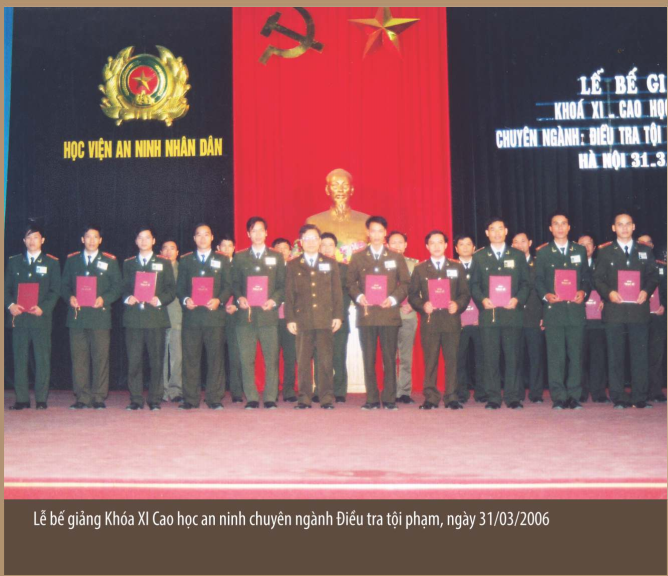 HỌC VIỆN AN NINH NHÂN DÂN
LỄ BẾ GI
KHOÁ XI - CAO HỌ
CHUYÊN NGÀNH: ĐIỀU TRA TỘI
HÀ NỘI 31.3
Lễ bế giảng Khóa XI Cao học an ninh chuyên ngành Điều tra tội phạm, ngày 31/03/2006